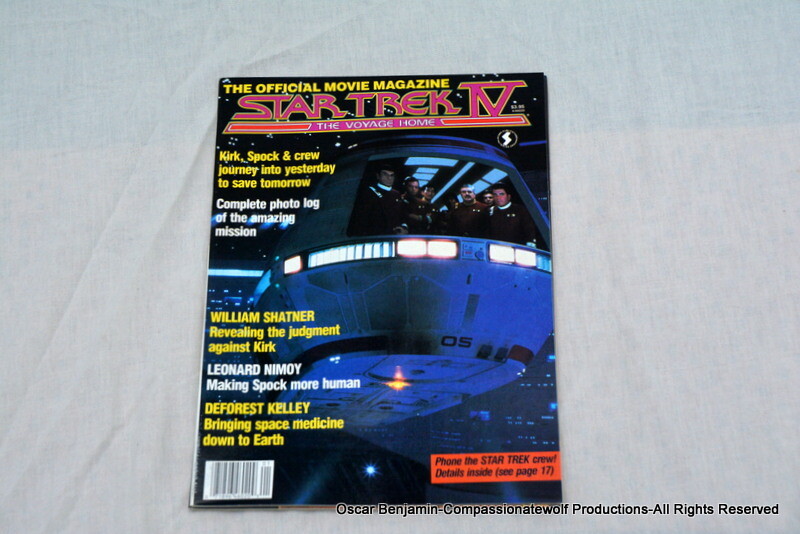 THE OFFICIAL MOVIE MAGAZINE
STAR TREK IV
THE VOYAGE HOME
$3.95
Kirk, Spock & crew
journey into yesterday
to save tomorrow
Complete photo log
of the amazing
mission
WILLIAM SHATNER
Revealing the judgment
against Kirk
LEONARD NIMOY
Making Spock more human
DEFOREST KELLEY
Bringing space medicine
down to Earth
05
Phone the STAR TREK crew!
Details inside (see page 17)
Oscar Benjamin-Compassionatewolf Productions-All Rights Reserved